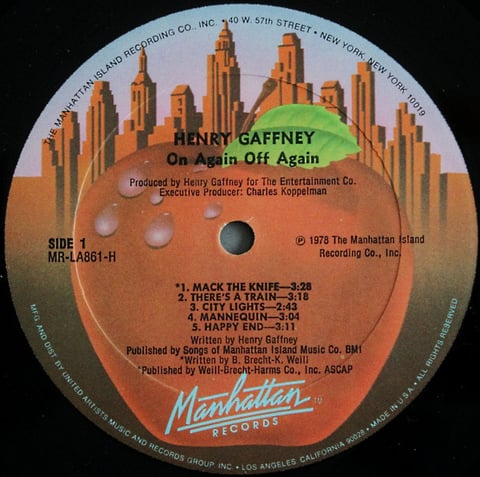 THE MANHATTAN ISLAND RECORDING CO., INC. • 40 W. 57th STREET • NEW YORK, NEW YORK 10019
HENRY GAFFNEY
On Again Off Again
Produced by Henry Gaffney for The Entertainment Co.
Executive Producer: Charles Koppelman
SIDE 1
MR-LA861-H
℗ 1978 The Manhattan Island
Recording Co., Inc.
*1. MACK THE KNIFE—3:28
2. THERE'S A TRAIN—3:18
3. CITY LIGHTS—2:43
4. MANNEQUIN—3:04
5. HAPPY END—3:11
Written by Henry Gaffney
Published by Songs of Manhattan Island Music Co. BM1
*Written by B. Brecht-K. Weill
*Published by Weill-Brecht-Harms Co., Inc. ASCAP
Manhattan TM
RECORDS
MFG. AND DIST. BY UNITED ARTISTS MUSIC AND RECORDS GROUP INC. • LOS ANGELES, CALIFORNIA 90028 • MADE IN U.S.A. • ALL RIGHTS RESERVED